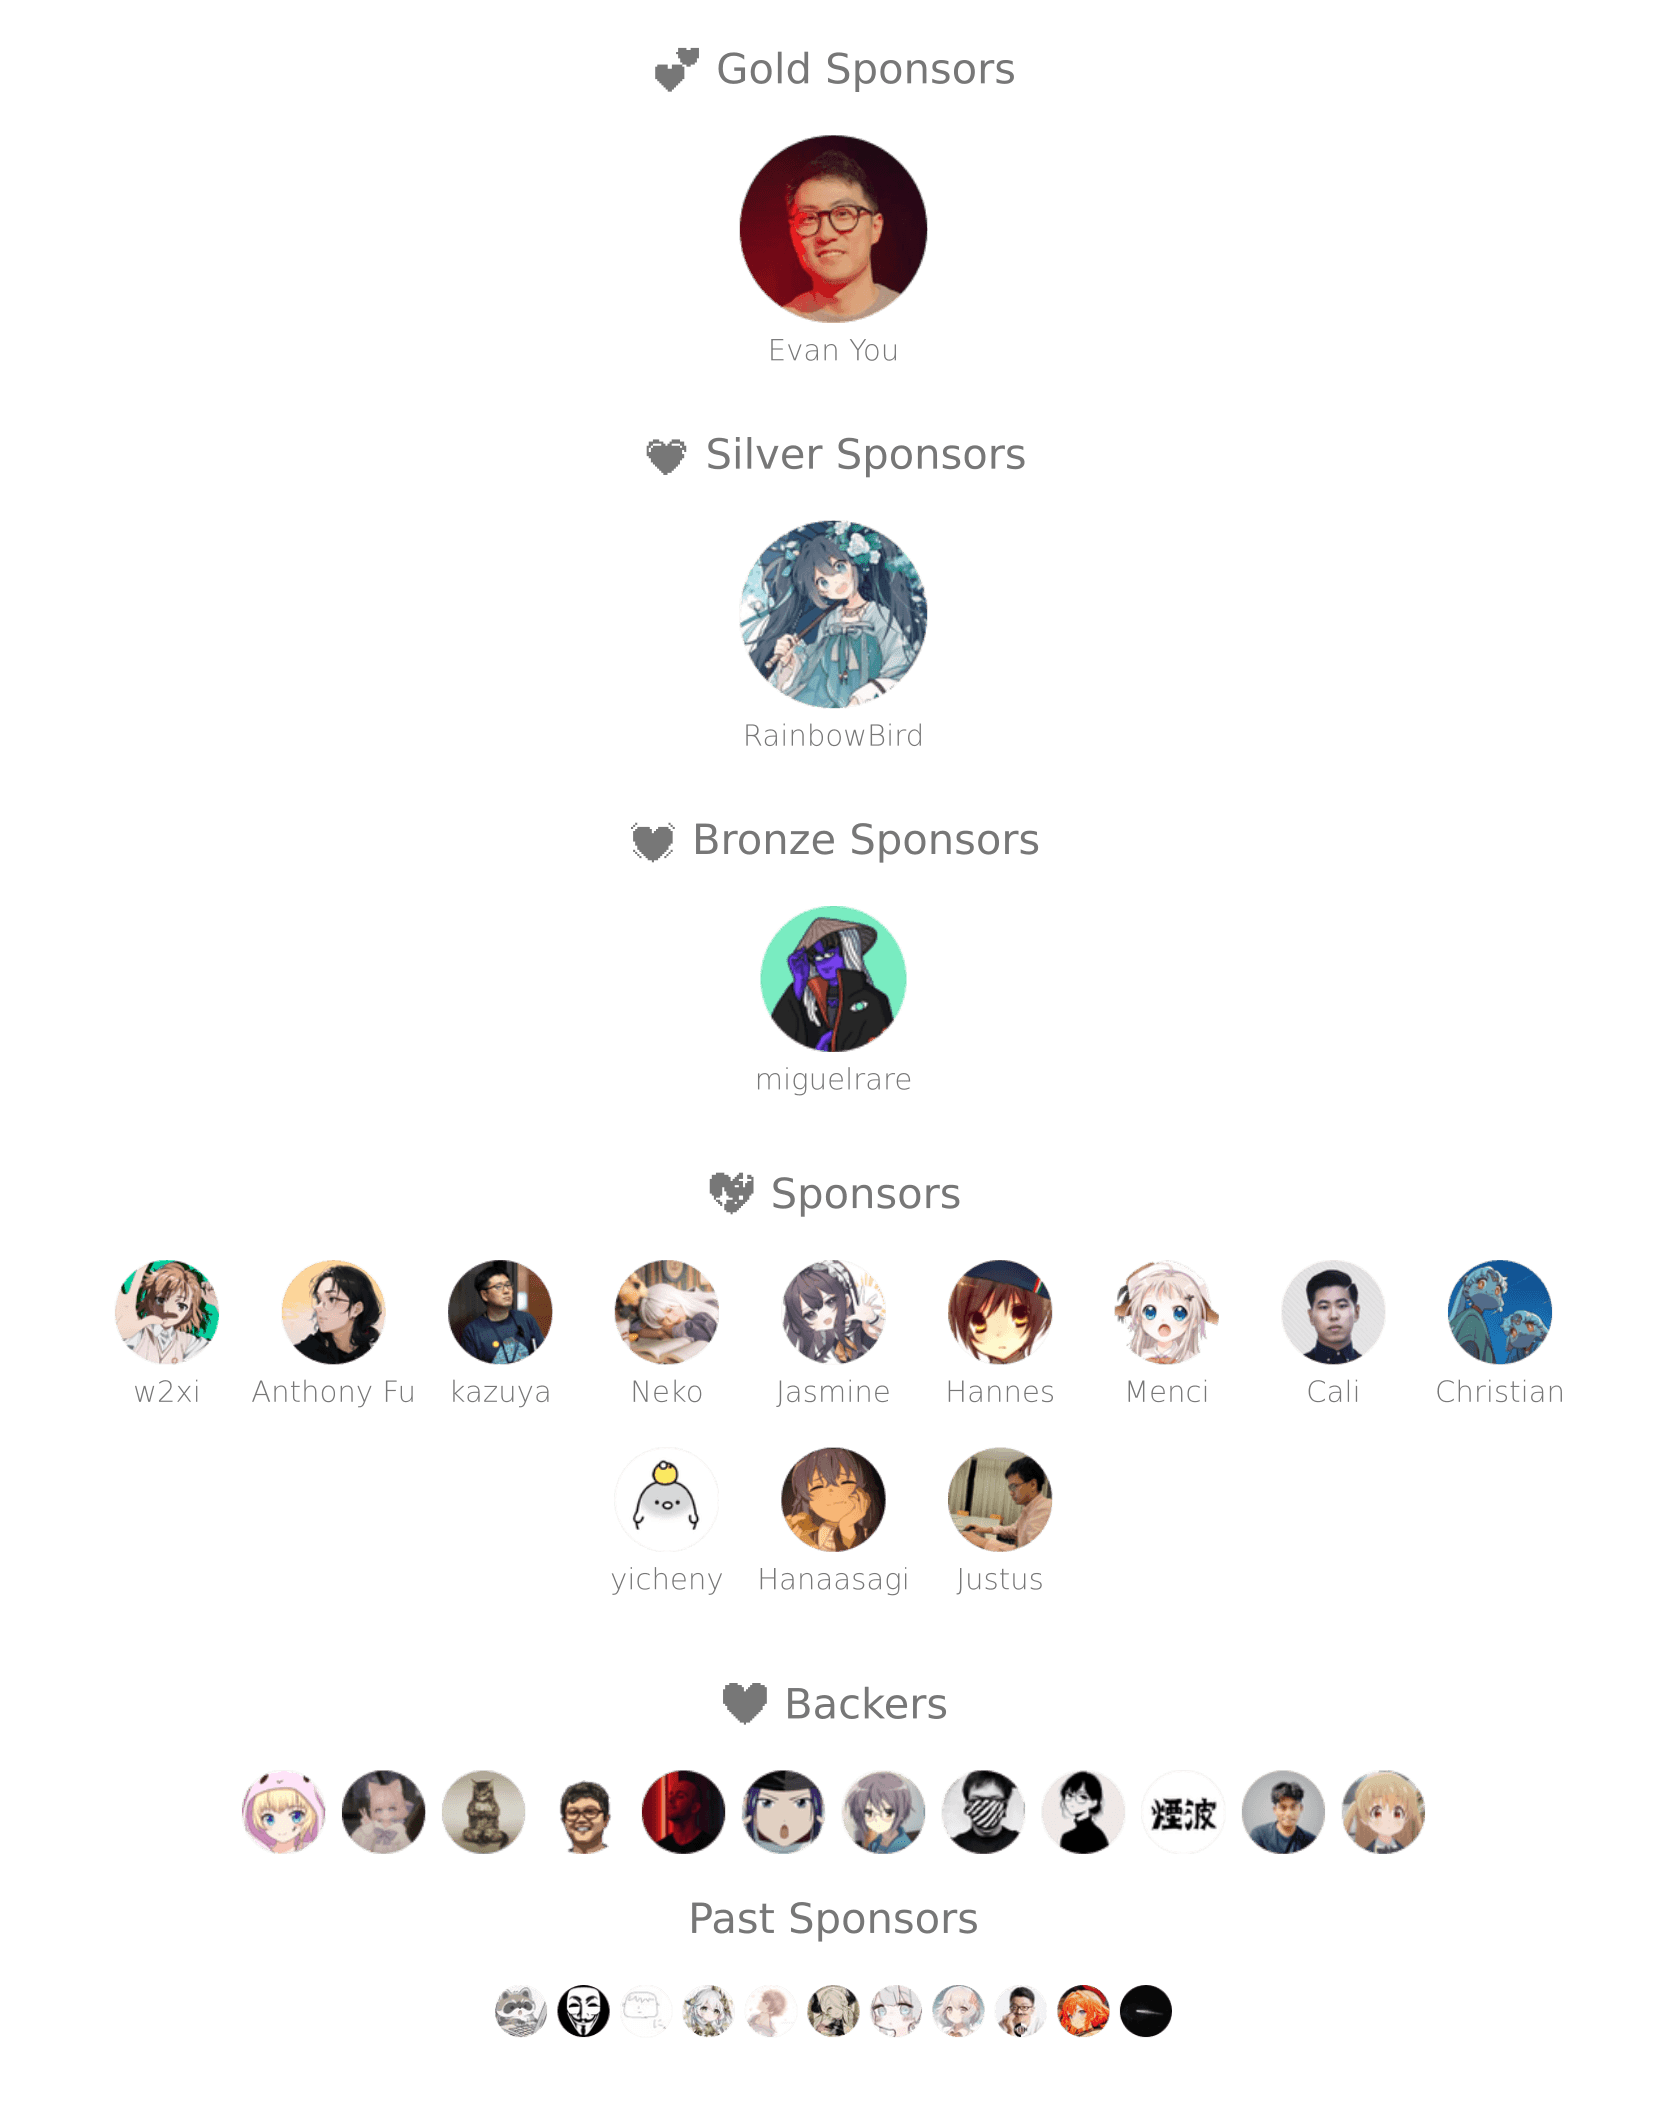 Gold Sponsors
Evan You
Silver Sponsors
RainbowBird
Bronze Sponsors
miguelrare
Sponsors
w2xi Anthony Fu kazuya Neko Jasmine Hannes Menci Cali Christian
yicheny Hanaasagi Justus
Backers
煙波
Past Sponsors